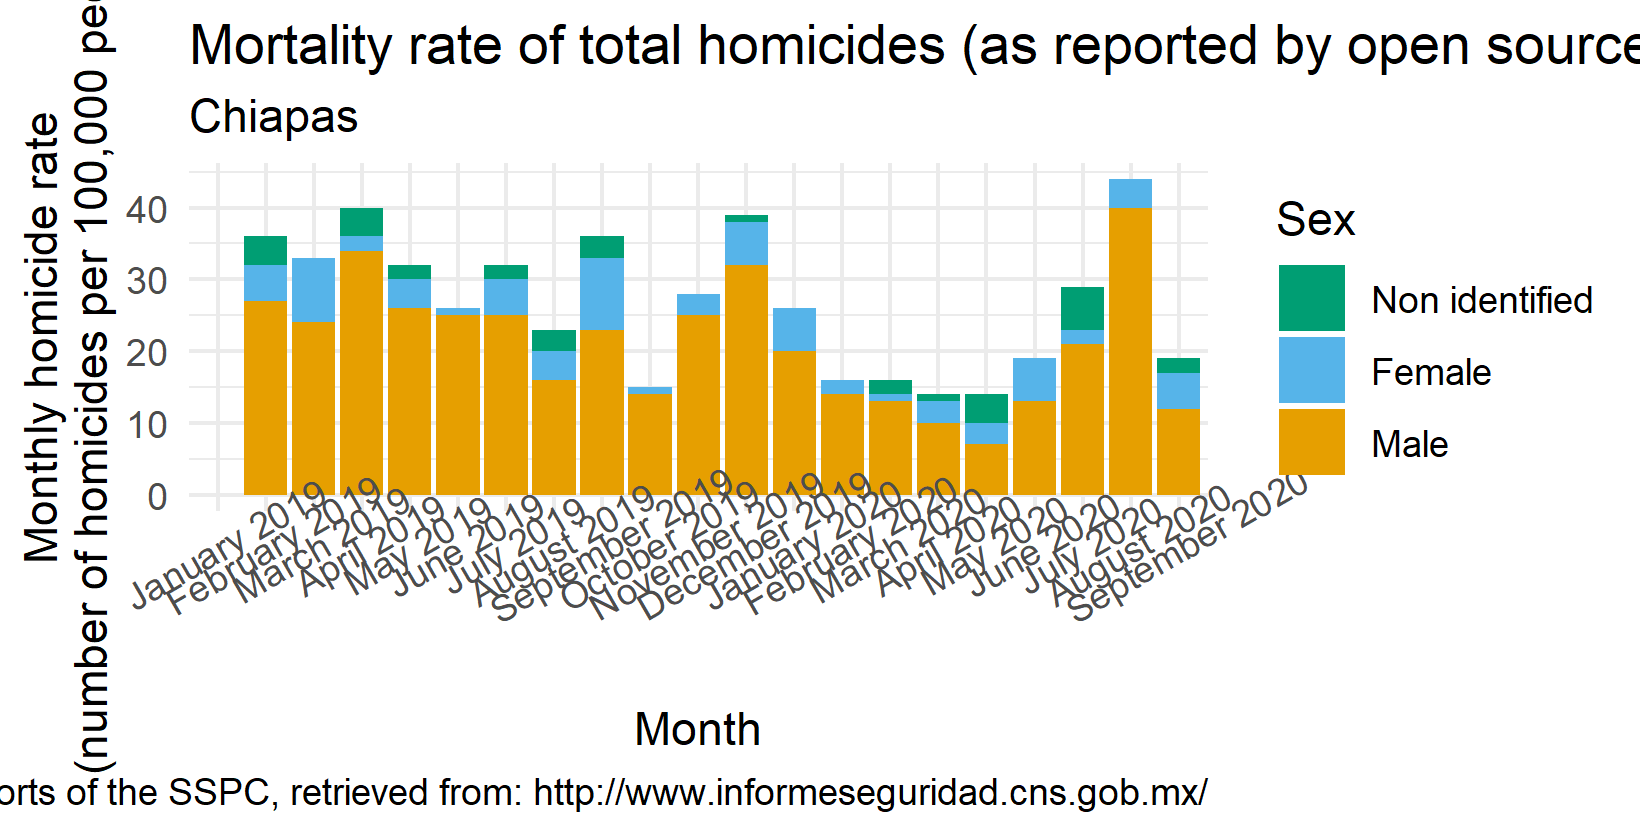 Mortality rate of total homicides (as reported by open source
Chiapas
Monthly homicide rate
(number of homicides per 100,000
40
30
20
10
0
January 2019
February 2019
March 2019
April 2019
May 2019
June 2019
July 2019
August 2019
September 2019
October 2019
November 2019
December 2019
January 2020
February 2020
March 2020
April 2020
May 2020
June 2020
July 2020
August 2020
September 2020
Month
Sex
Non identified
Female
Male
orts of the SSPC, retrieved from: http://www.informeseguridad.cns.gob.mx/